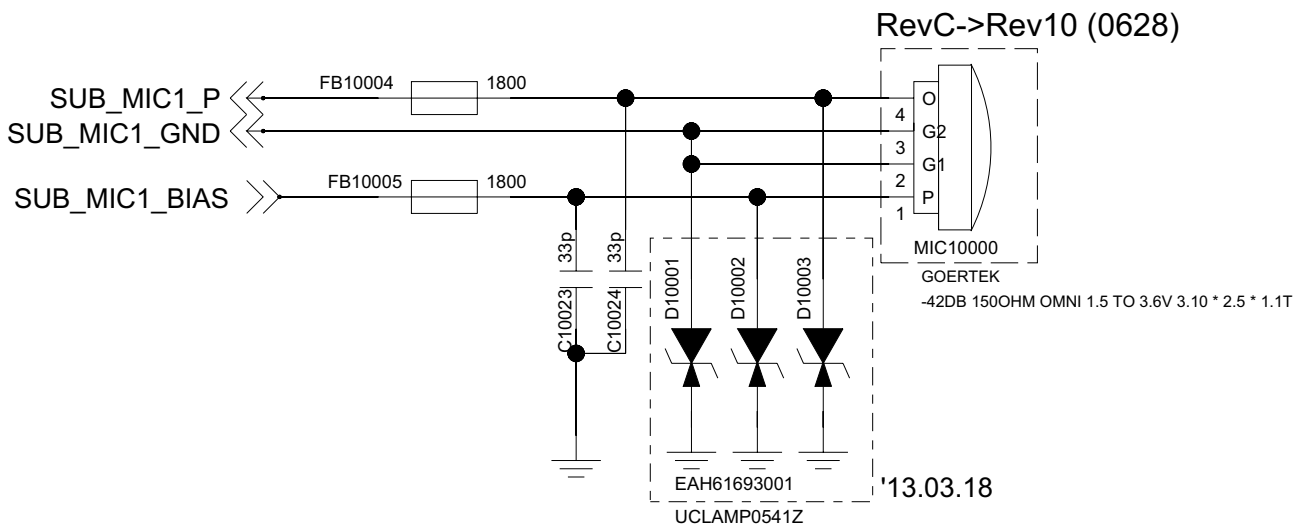 RevC->Rev10 (0628)
FB10004
1800
SUB_MIC1_P
O
4
SUB_MIC1_GND
G2
3
G1
FB10005
1800
2
SUB_MIC1_BIAS
P
1
MIC10000
33p
33p
C10023
C10024
D10001
D10002
D10003
GOERTEK
-42DB 150OHM OMNI 1.5 TO 3.6V 3.10 * 2.5 * 1.1T
EAH61693001
'13.03.18
UCLAMP0541Z